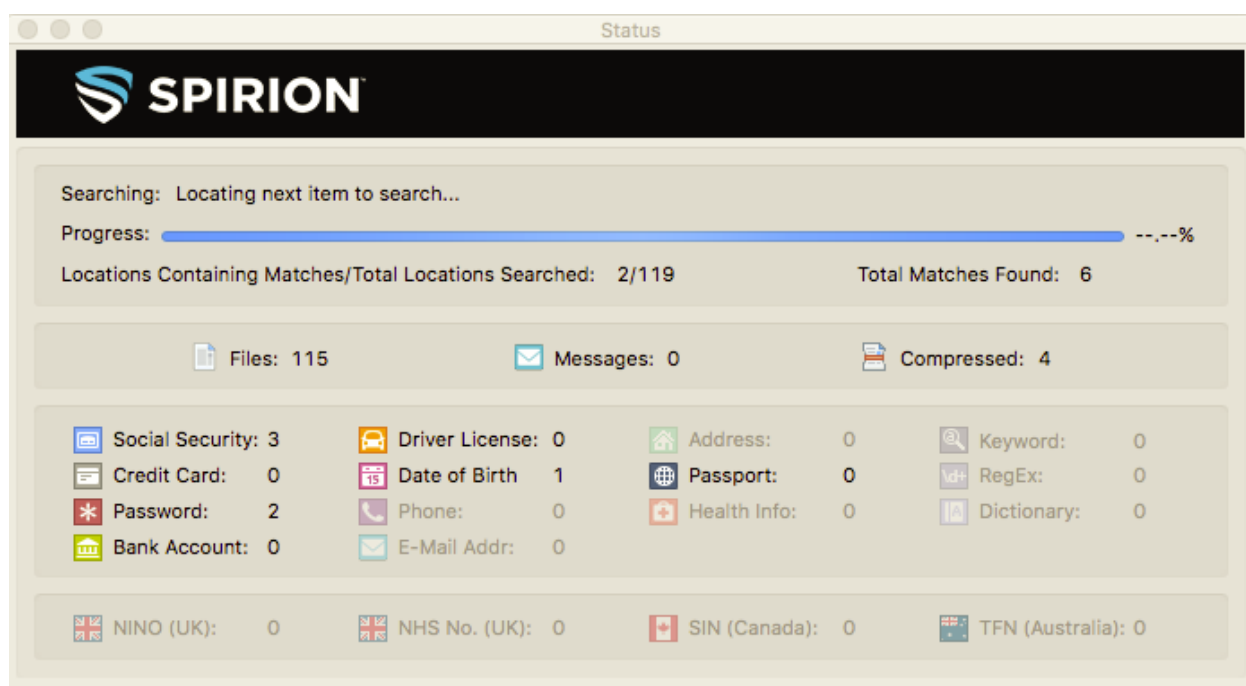 Status
SPIRION™
Searching: Locating next item to search...
Progress: --.--%
Locations Containing Matches/Total Locations Searched: 2/119 Total Matches Found: 6
Files: 115 Messages: 0 Compressed: 4
Social Security: 3 Driver License: 0 Address: 0 Keyword: 0
Credit Card: 0 15 Date of Birth 1 Passport: 0 \d+ RegEx: 0
Password: 2 Phone: 0 Health Info: 0 A Dictionary: 0
Bank Account: 0 E-Mail Addr: 0
NINO (UK): 0 NHS No. (UK): 0 SIN (Canada): 0 TFN (Australia): 0